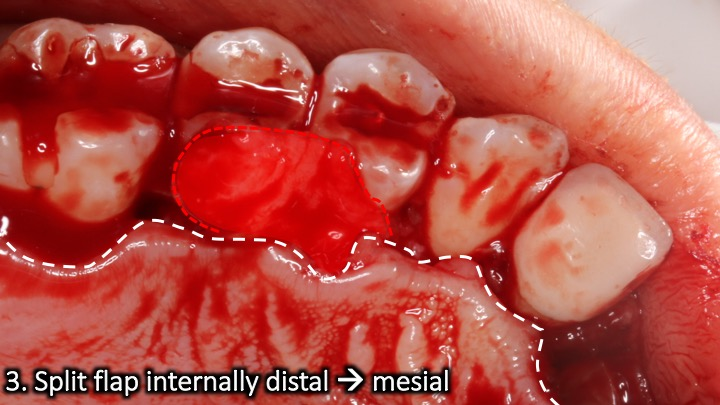 3. Split flap internally distal → mesial